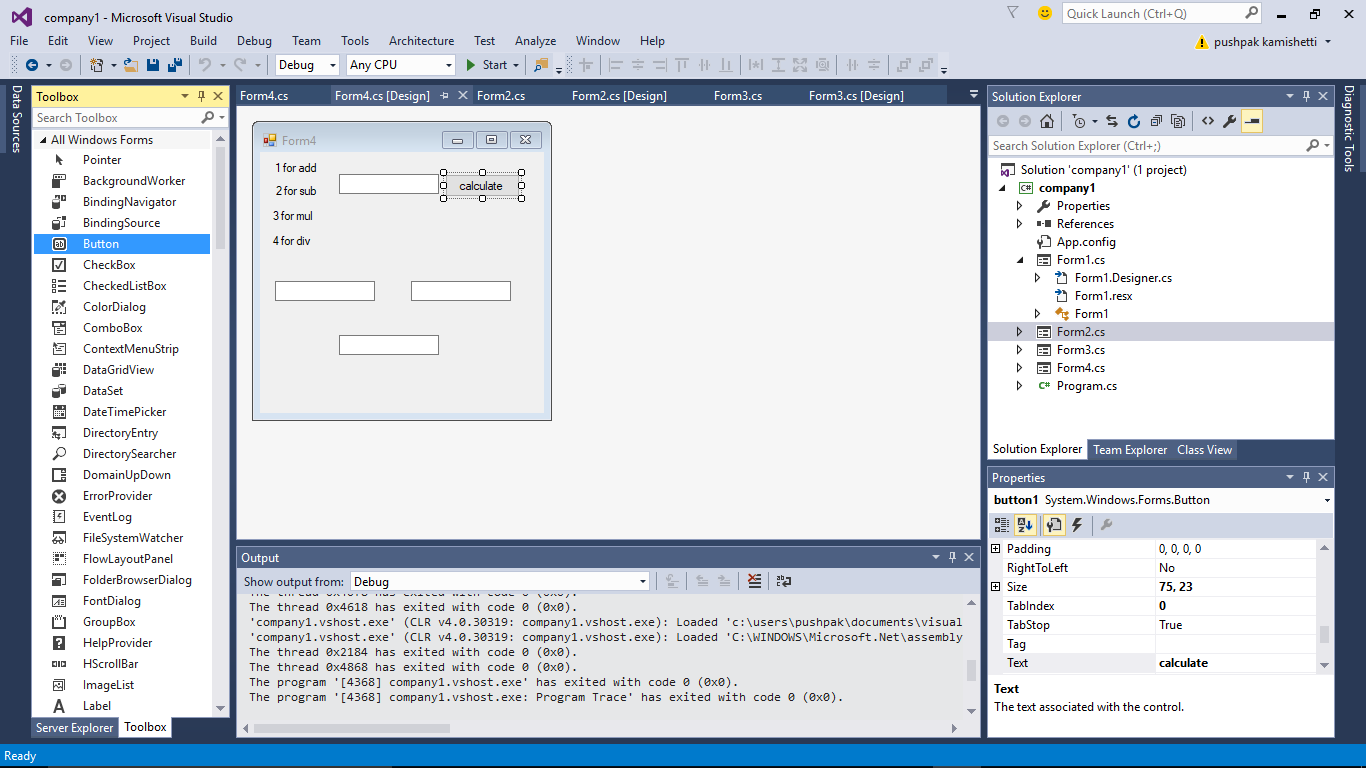 company1 - Microsoft Visual Studio
Quick Launch (Ctrl+Q)
File Edit View Project Build Debug Team Tools Architecture Test Analyze Window Help
pushpak kamishetti
Debug Any CPU Start
Data Sources
Toolbox
Search Toolbox
All Windows Forms
Pointer
BackgroundWorker
BindingNavigator
BindingSource
Button
CheckBox
CheckedListBox
ColorDialog
ComboBox
ContextMenuStrip
DataGridView
DataSet
DateTimePicker
DirectoryEntry
DirectorySearcher
DomainUpDown
ErrorProvider
EventLog
FileSystemWatcher
FlowLayoutPanel
FolderBrowserDialog
FontDialog
GroupBox
HelpProvider
HScrollBar
ImageList
Label
Server Explorer Toolbox
Form4.cs Form4.cs [Design] Form2.cs Form2.cs [Design] Form3.cs Form3.cs [Design]
Form4
1 for add
2 for sub
3 for mul
4 for div
calculate
Output
Show output from: Debug
The thread 0x4618 has exited with code 0 (0x0).
'company1.vshost.exe' (CLR v4.0.30319: company1.vshost.exe): Loaded 'c:\users\pushpak\documents\visual
'company1.vshost.exe' (CLR v4.0.30319: company1.vshost.exe): Loaded 'C:\WINDOWS\Microsoft.Net\assembly
The thread 0x2184 has exited with code 0 (0x0).
The thread 0x4868 has exited with code 0 (0x0).
The program '[4368] company1.vshost.exe' has exited with code 0 (0x0).
The program '[4368] company1.vshost.exe: Program Trace' has exited with code 0 (0x0).
Solution Explorer
Search Solution Explorer (Ctrl+;)
Solution 'company1' (1 project)
company1
Properties
References
App.config
Form1.cs
Form1.Designer.cs
Form1.resx
Form1
Form2.cs
Form3.cs
Form4.cs
Program.cs
Solution Explorer Team Explorer Class View
Properties
button1 System.Windows.Forms.Button
Padding 0, 0, 0, 0
RightToLeft No
Size 75, 23
TabIndex 0
TabStop True
Tag
Text calculate
Text
The text associated with the control.
Diagnostic Tools
Ready